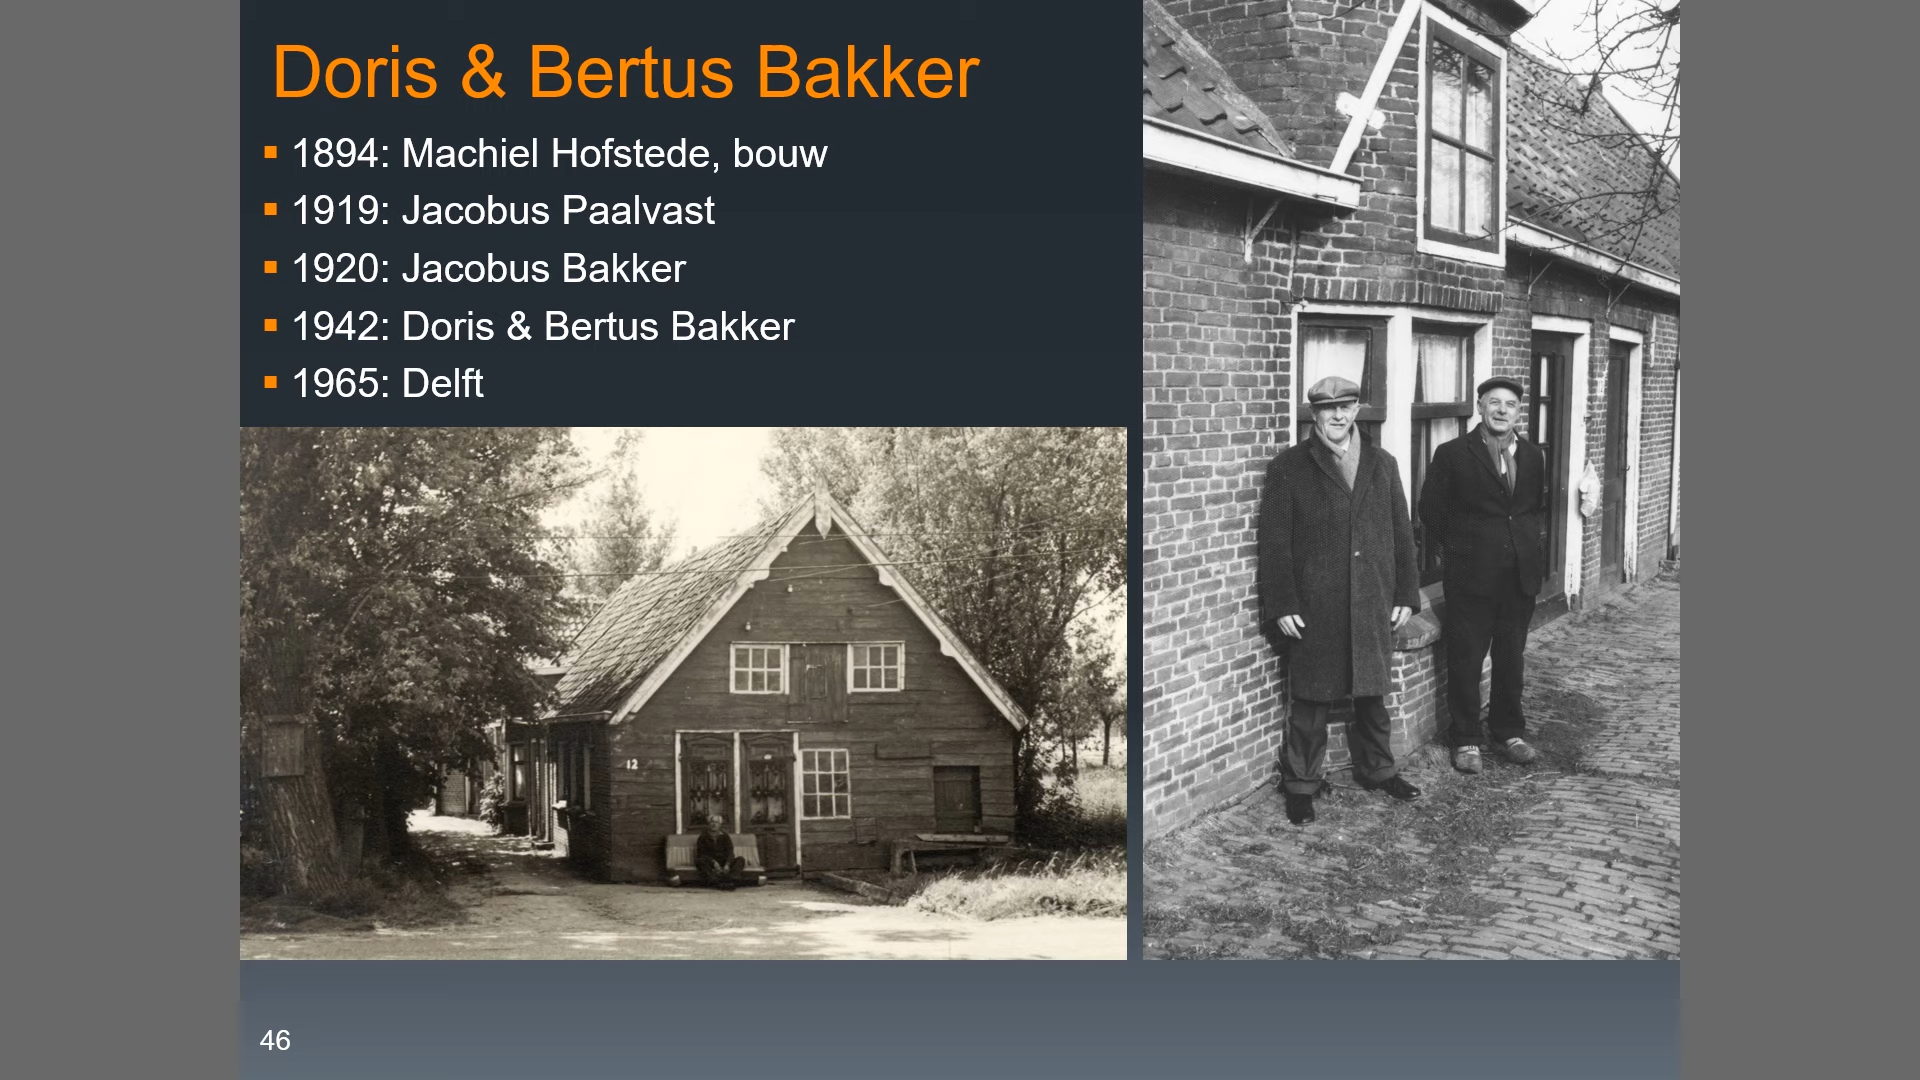 Doris & Bertus Bakker
▪ 1894: Machiel Hofstede, bouw
▪ 1919: Jacobus Paalvast
▪ 1920: Jacobus Bakker
▪ 1942: Doris & Bertus Bakker
▪ 1965: Delft
12
46